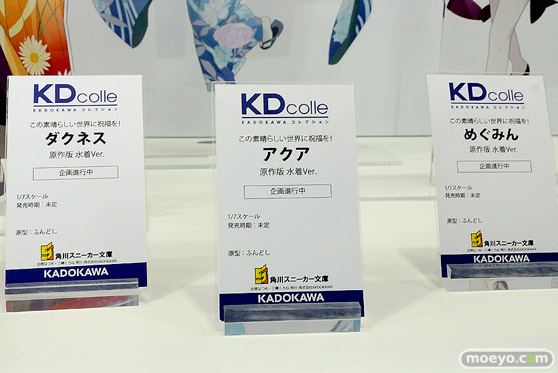 KDcolle
KADOKAWA コレクション
この素晴らしい世界に祝福を!
ダクネス
原作版 水着Ver.
企画進行中
1/7スケール
発売時期：未定
原型：ふんどし
角川スニーカー文庫
KADOKAWA
KDcolle
KADOKAWA コレクション
この素晴らしい世界に祝福を!
アクア
原作版 水着Ver.
企画進行中
1/7スケール
発売時期：未定
原型：ふんどし
角川スニーカー文庫
KADOKAWA
KDcolle
KADOKAWA コレクション
この素晴らしい世界に祝福を!
めぐみん
原作版 水着Ver.
企画進行中
1/7スケール
発売時期：未定
原型：ふんどし
角川スニーカー文庫
KADOKAWA
moeyo.com